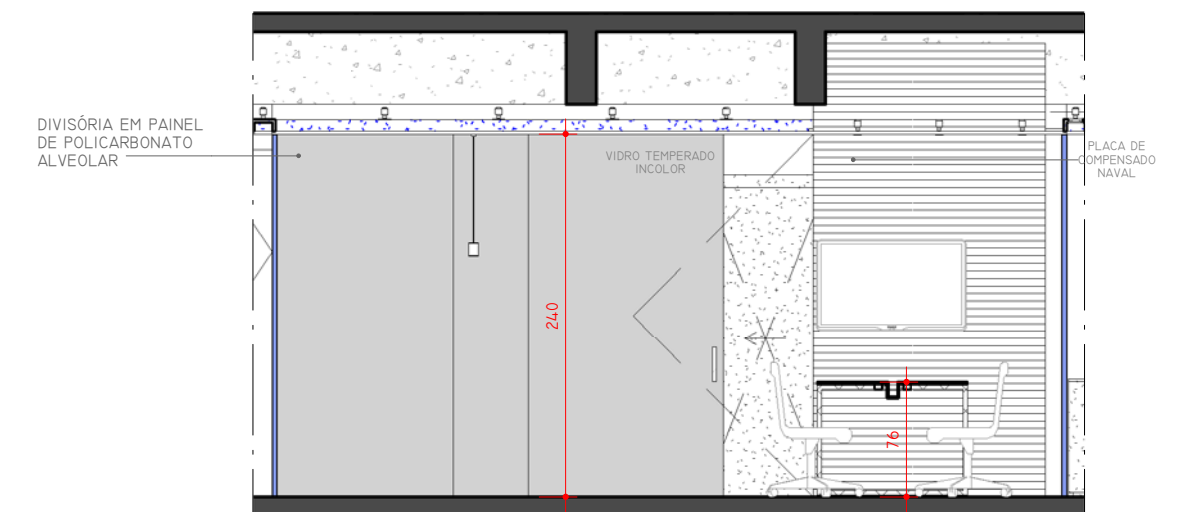 DIVISÓRIA EM PAINEL
DE POLICARBONATO
ALVEOLAR
VIDRO TEMPERADO
INCOLOR
PLACA DE
COMPENSADO
NAVAL
240
76